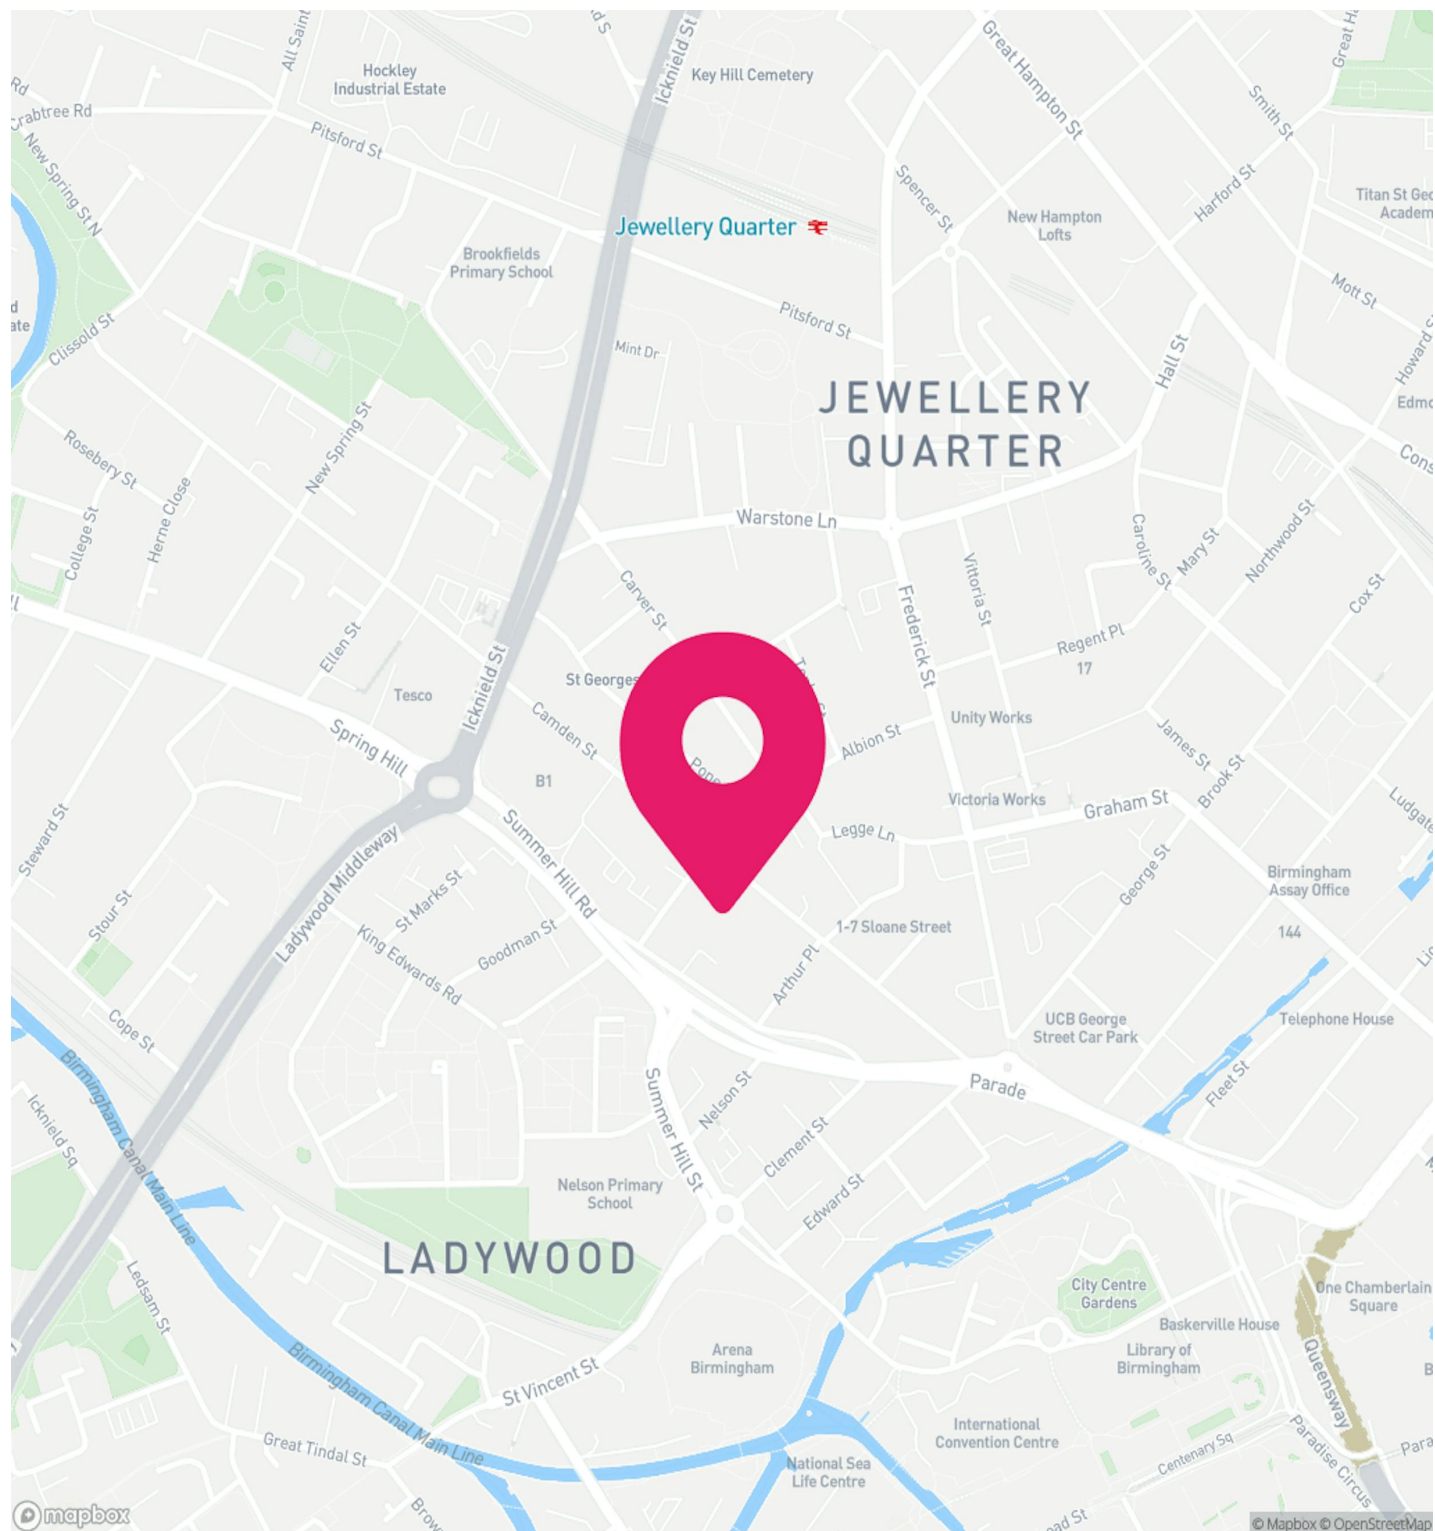 Icknield St
All Saint
Hockley
Industrial Estate
Key Hill Cemetery
Great Hampton St
Smith St
Rd
Crabtree Rd
Pitsford St
New Spring St N
Spencer St
Harford St
New Hampton
Lofts
Jewellery Quarter
Brookfields
Primary School
Clissold St
Mint Dr
Pitsford St
Mott St
Howard S
Hall St
JEWELLERY
QUARTER
Edmo
Cons
Rosebery St
New Spring St
College St
Herne Close
Warstone Ln
Caroline St
Mary St
Northwood St
Cox St
Carver St
Vittoria St
Frederick St
Regent Pl
17
Ellen St
Icknield St
St Georges
Tesco
Camden St
Unity Works
Albion St
James St
Spring Hill
B1
Brook St
Victoria Works
Graham St
Ludgate
Legge Ln
Steward St
Summer Hill Rd
Ladywood Middleway
St Marks St
George St
Birmingham
Assay Office
Stour St
Goodman St
King Edwards Rd
1-7 Sloane Street
144
Arthur Pl
Cope St
UCB George
Street Car Park
Telephone House
Birmingham Canal Main Line
Icknield Sq
Summer Hill St
Nelson St
Parade
Fleet St
Clement St
Nelson Primary
School
Edward St
LADYWOOD
Ledsam St
City Centre
Gardens
One Chamberlain
Square
Baskerville House
Arena
Birmingham
Library of
Birmingham
Queensway
St Vincent St
Birmingham Canal Main Line
Great Tindal St
International
Convention Centre
Centenary Sq
Paradise Circus
Para
National Sea
Life Centre
Brow
oad St
mapbox
© Mapbox © OpenStreetMap